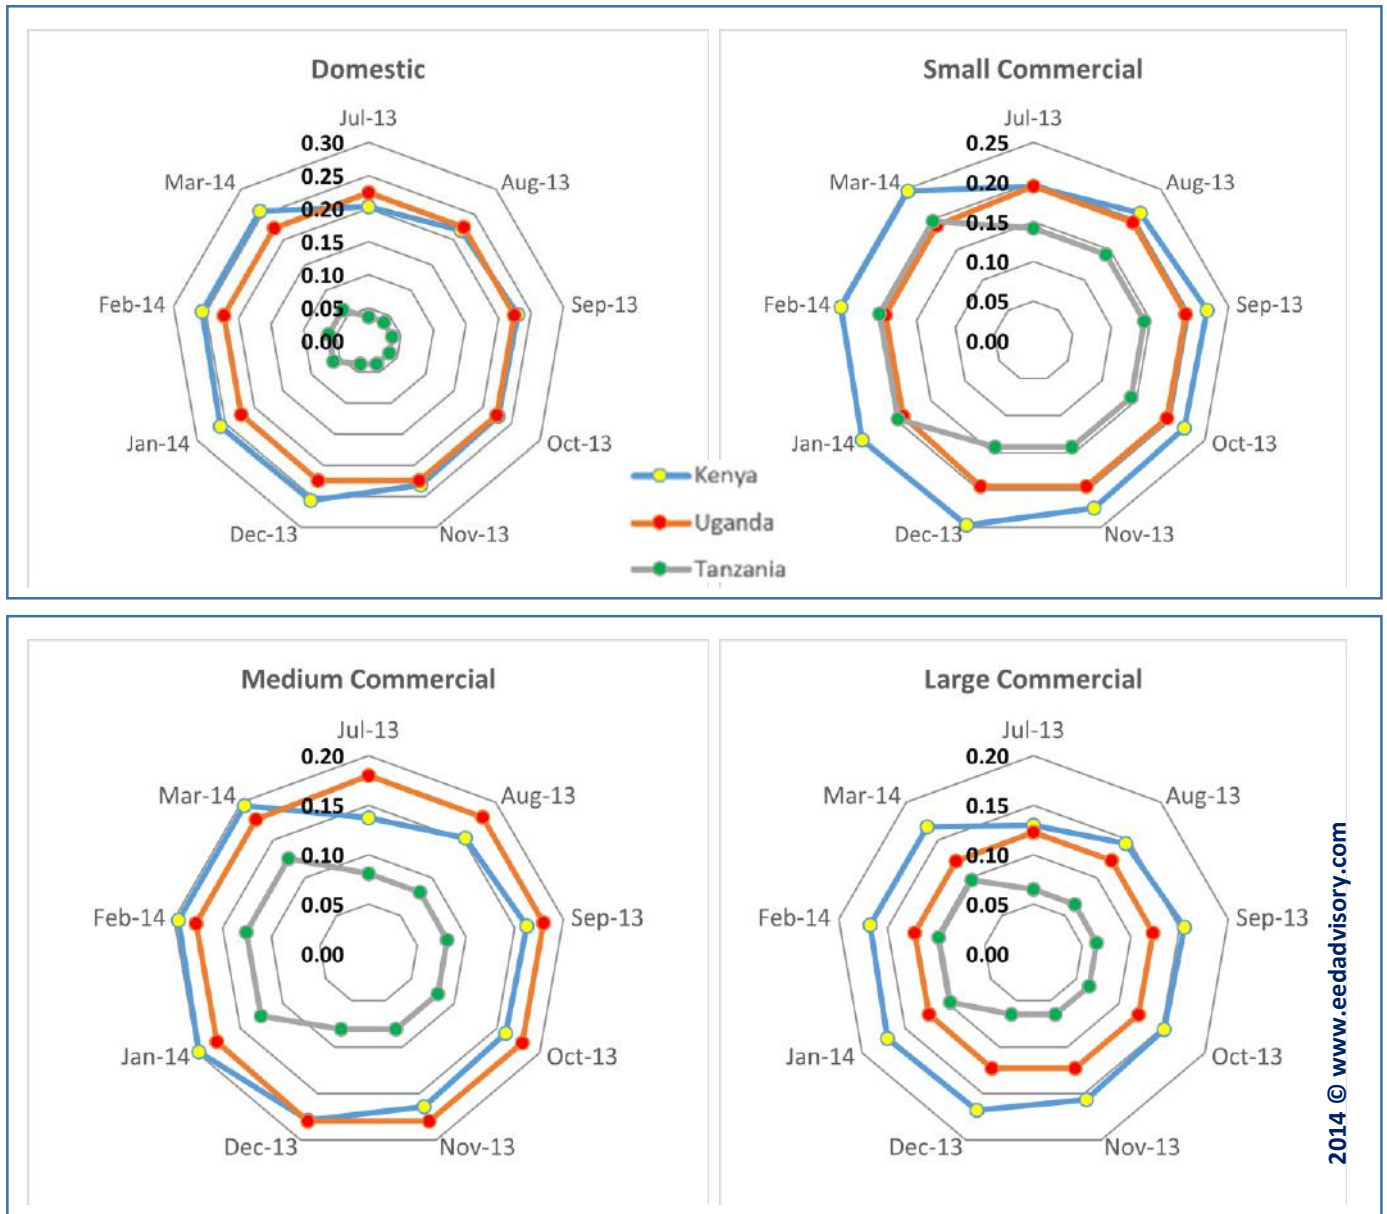 Domestic
Jul-13
0.30
0.25
0.20
0.15
0.10
0.05
0.00
Aug-13
Sep-13
Oct-13
Nov-13
Dec-13
Jan-14
Feb-14
Mar-14
Small Commercial
Jul-13
0.25
0.20
0.15
0.10
0.05
0.00
Aug-13
Sep-13
Oct-13
Nov-13
Dec-13
Jan-14
Feb-14
Mar-14
Kenya
Uganda
Tanzania
Medium Commercial
Jul-13
0.20
0.15
0.10
0.05
0.00
Aug-13
Sep-13
Oct-13
Nov-13
Dec-13
Jan-14
Feb-14
Mar-14
Large Commercial
Jul-13
0.20
0.15
0.10
0.05
0.00
Aug-13
Sep-13
Oct-13
Nov-13
Dec-13
Jan-14
Feb-14
Mar-14
2014 © www.eedadvisory.com